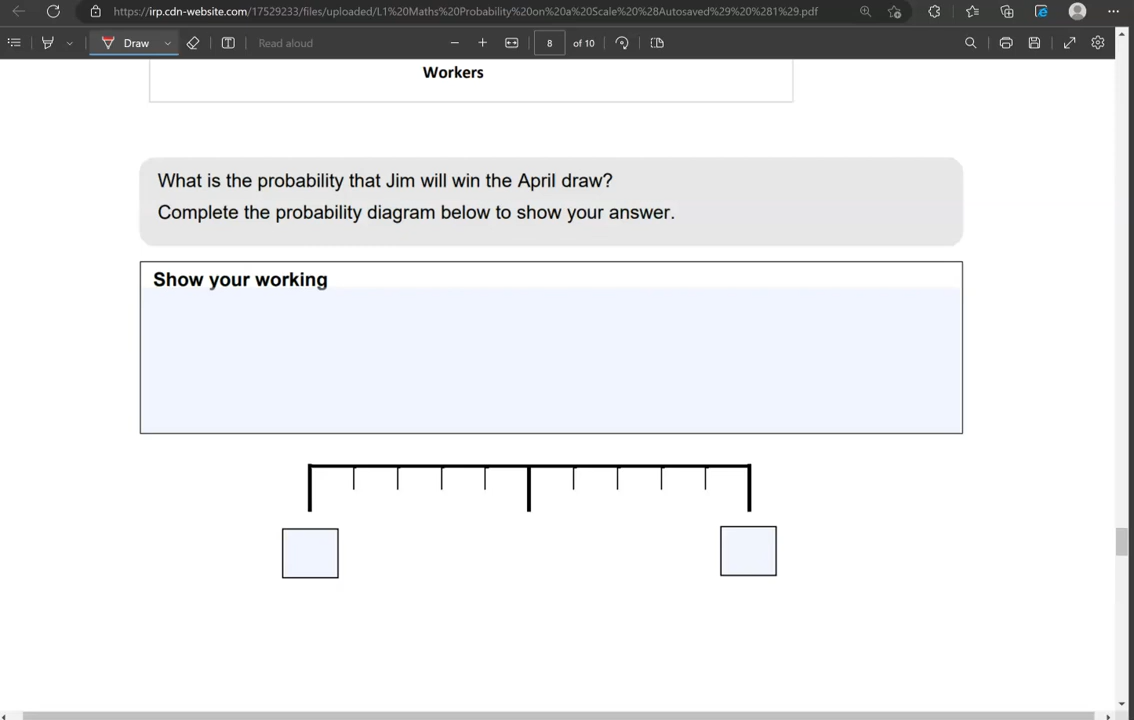 https://irp.cdn-website.com/17529233/files/uploaded/L1%20Maths%20Probability%20on%20a%20Scale%20%28Autosaved%29%20%281%29.pdf
Draw
Read aloud
8
of 10
Workers
What is the probability that Jim will win the April draw?
Complete the probability diagram below to show your answer.
Show your working